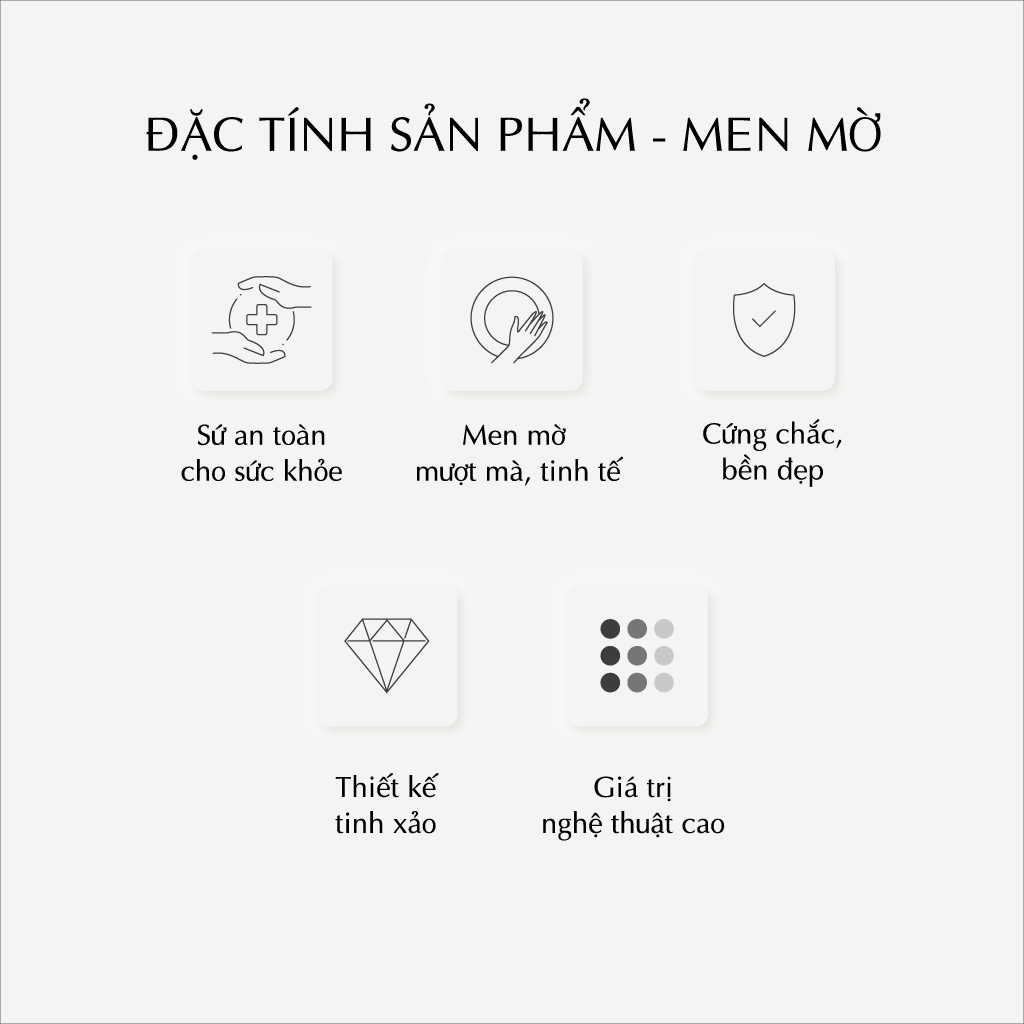 ĐẶC TÍNH SẢN PHẨM - MEN MỜ
Sứ an toàn
cho sức khỏe
Men mờ
mượt mà, tinh tế
Cứng chắc,
bền đẹp
Thiết kế
tinh xảo
Giá trị
nghệ thuật cao